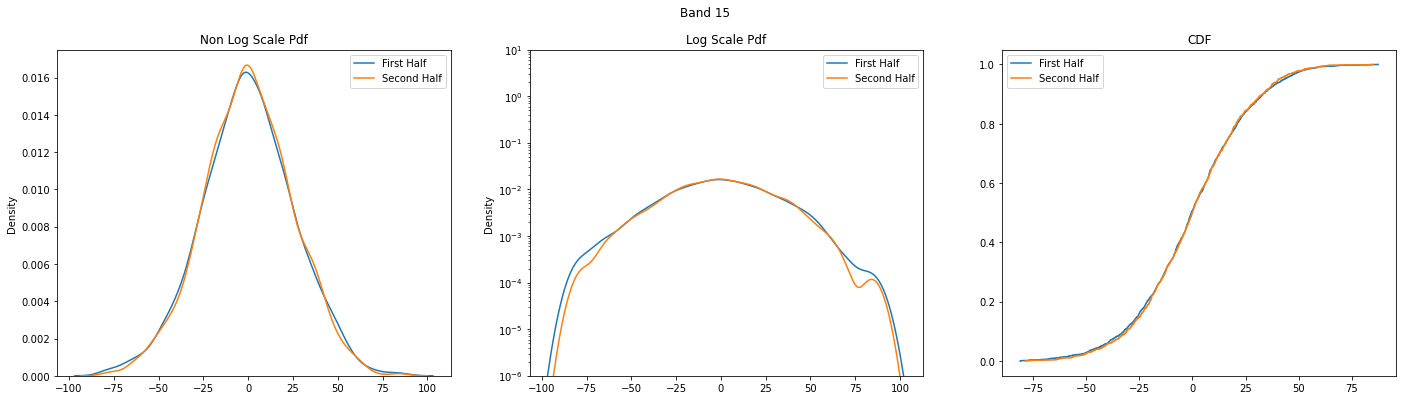 Band 15
Non Log Scale Pdf
Density
0.016
0.014
0.012
0.010
0.008
0.006
0.004
0.002
0.000
First Half
Second Half
−100 −75 −50 −25 0 25 50 75 100
Log Scale Pdf
Density
10^1
10^0
10^−1
10^−2
10^−3
10^−4
10^−5
10^−6
First Half
Second Half
−100 −75 −50 −25 0 25 50 75 100
CDF
1.0
0.8
0.6
0.4
0.2
0.0
First Half
Second Half
−75 −50 −25 0 25 50 75